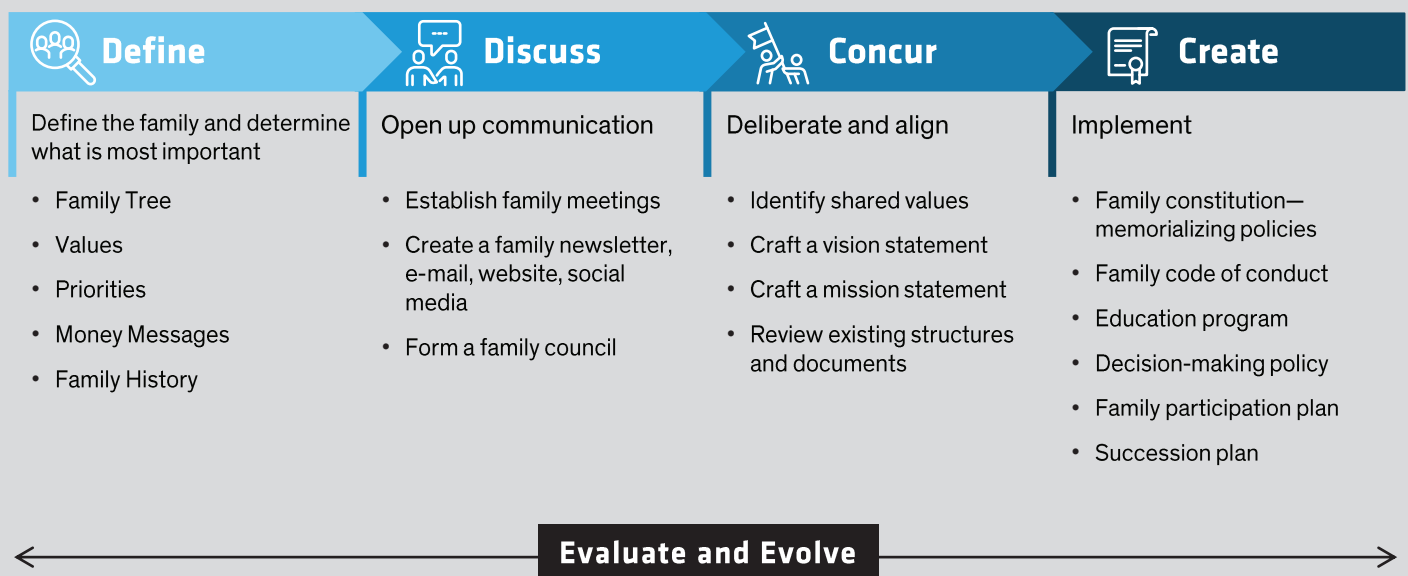 Define
Define the family and determine
what is most important
• Family Tree
• Values
• Priorities
• Money Messages
• Family History
Discuss
Open up communication
• Establish family meetings
• Create a family newsletter,
e-mail, website, social
media
• Form a family council
Concur
Deliberate and align
• Identify shared values
• Craft a vision statement
• Craft a mission statement
• Review existing structures
and documents
Create
Implement
• Family constitution—
memorializing policies
• Family code of conduct
• Education program
• Decision-making policy
• Family participation plan
• Succession plan
Evaluate and Evolve